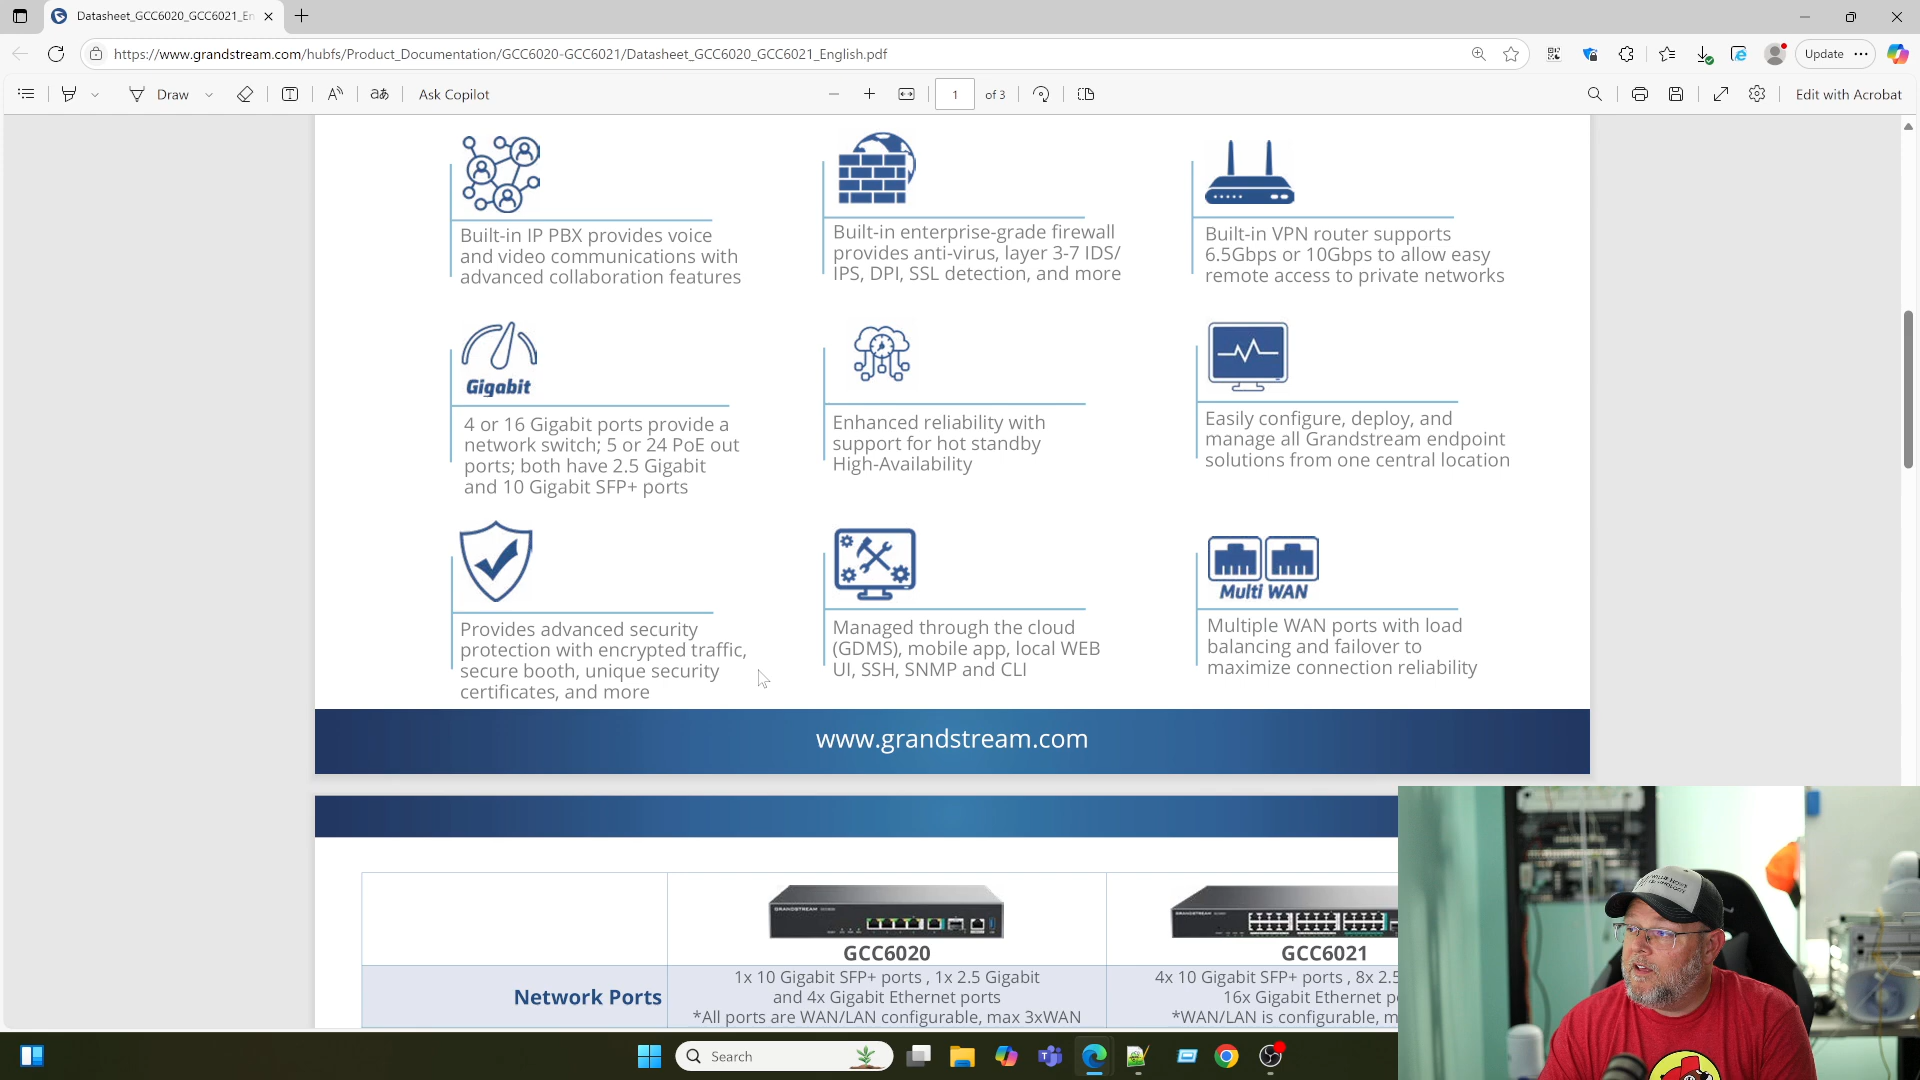 Datasheet_GCC6020_GCC6021_En
https://www.grandstream.com/hubfs/Product_Documentation/GCC6020-GCC6021/Datasheet_GCC6020_GCC6021_English.pdf
Update
Draw
Ask Copilot
1 of 3
Edit with Acrobat
Built-in IP PBX provides voice
and video communications with
advanced collaboration features
Built-in enterprise-grade firewall
provides anti-virus, layer 3-7 IDS/
IPS, DPI, SSL detection, and more
Built-in VPN router supports
6.5Gbps or 10Gbps to allow easy
remote access to private networks
Gigabit
4 or 16 Gigabit ports provide a
network switch; 5 or 24 PoE out
ports; both have 2.5 Gigabit
and 10 Gigabit SFP+ ports
Enhanced reliability with
support for hot standby
High-Availability
Easily configure, deploy, and
manage all Grandstream endpoint
solutions from one central location
Provides advanced security
protection with encrypted traffic,
secure booth, unique security
certificates, and more
Managed through the cloud
(GDMS), mobile app, local WEB
UI, SSH, SNMP and CLI
Multi WAN
Multiple WAN ports with load
balancing and failover to
maximize connection reliability
www.grandstream.com
GRANDSTREAM
GCC6020
GRANDSTREAM
GCC6021
Network Ports
1x 10 Gigabit SFP+ ports , 1x 2.5 Gigabit
and 4x Gigabit Ethernet ports
*All ports are WAN/LAN configurable, max 3xWAN
4x 10 Gigabit SFP+ ports , 8x 2.5
16x Gigabit Ethernet p
*WAN/LAN is configurable, m
Search